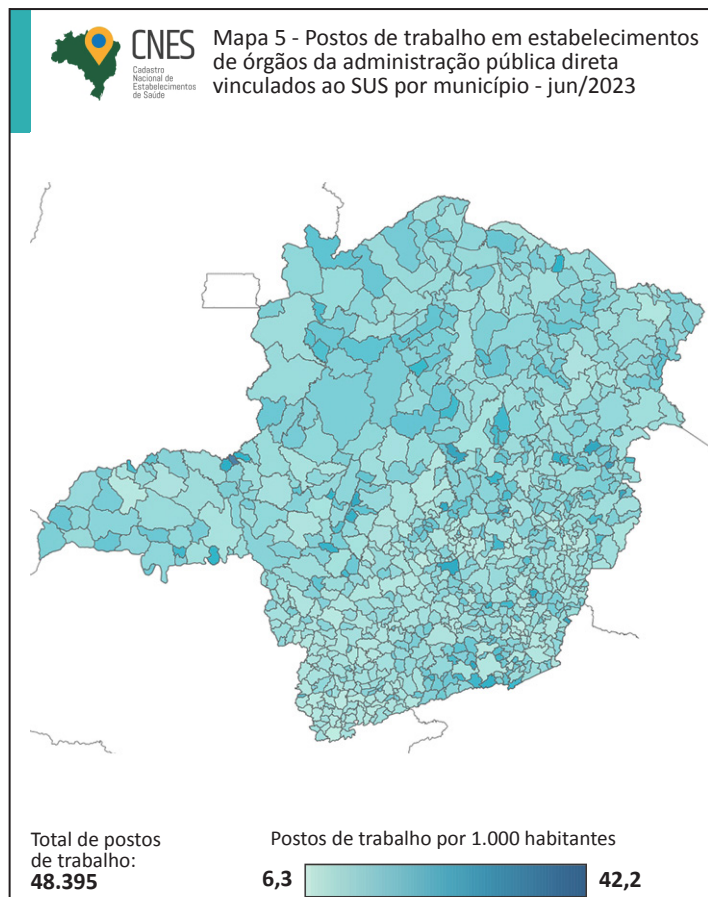 CNES
Cadastro
Nacional de
Estabelecimentos
de Saúde
Mapa 5 - Postos de trabalho em estabelecimentos
de órgãos da administração pública direta
vinculados ao SUS por município - jun/2023
Total de postos
de trabalho:
48.395
Postos de trabalho por 1.000 habitantes
6,3
42,2